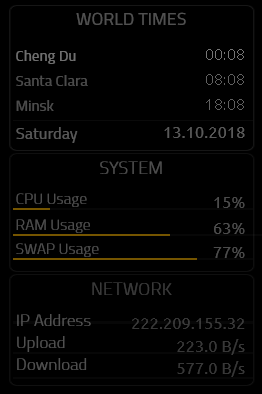 WORLD TIMES
Cheng Du 00:08
Santa Clara 08:08
Minsk 18:08
Saturday 13.10.2018
SYSTEM
CPU Usage 15%
RAM Usage 63%
SWAP Usage 77%
NETWORK
IP Address 222.209.155.32
Upload 223.0 B/s
Download 577.0 B/s